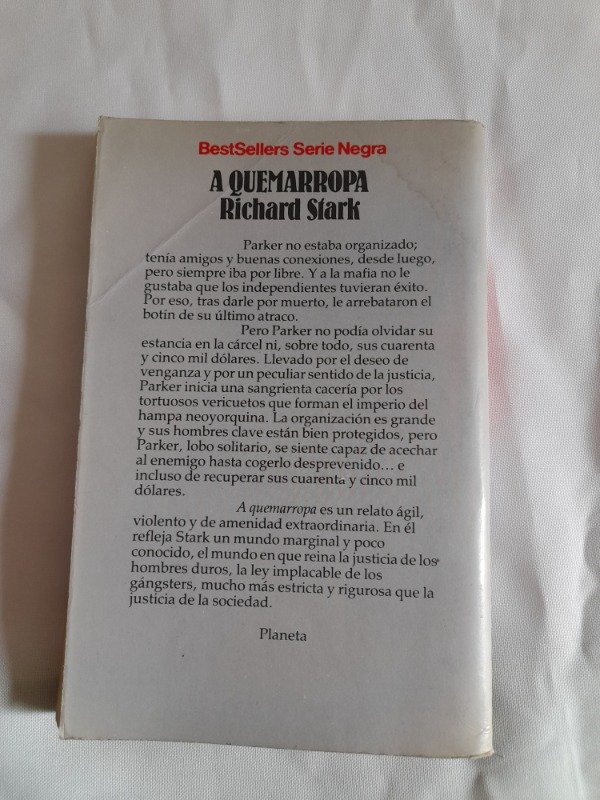 BestSellers Serie Negra
A QUEMARROPA
Richard Stark
Parker no estaba organizado;
tenía amigos y buenas conexiones, desde luego,
pero siempre iba por libre. Y a la mafia no le
gustaba que los independientes tuvieran éxito.
Por eso, tras darle por muerto, le arrebataron el
botín de su último atraco.
Pero Parker no podía olvidar su
estancia en la cárcel ni, sobre todo, sus cuarenta
y cinco mil dólares. Llevado por el deseo de
venganza y por un peculiar sentido de la justicia,
Parker inicia una sangrienta cacería por los
tortuosos vericuetos que forman el imperio del
hampa neoyorquina. La organización es grande
y sus hombres clave están bien protegidos, pero
Parker, lobo solitario, se siente capaz de acechar
al enemigo hasta cogerlo desprevenido... e
incluso de recuperar sus cuarenta y cinco mil
dólares.
A quemarropa es un relato ágil,
violento y de amenidad extraordinaria. En él
refleja Stark un mundo marginal y poco
conocido, el mundo en que reina la justicia de los
hombres duros, la ley implacable de los
gángsters, mucho más estricta y rigurosa que la
justicia de la sociedad.
Planeta